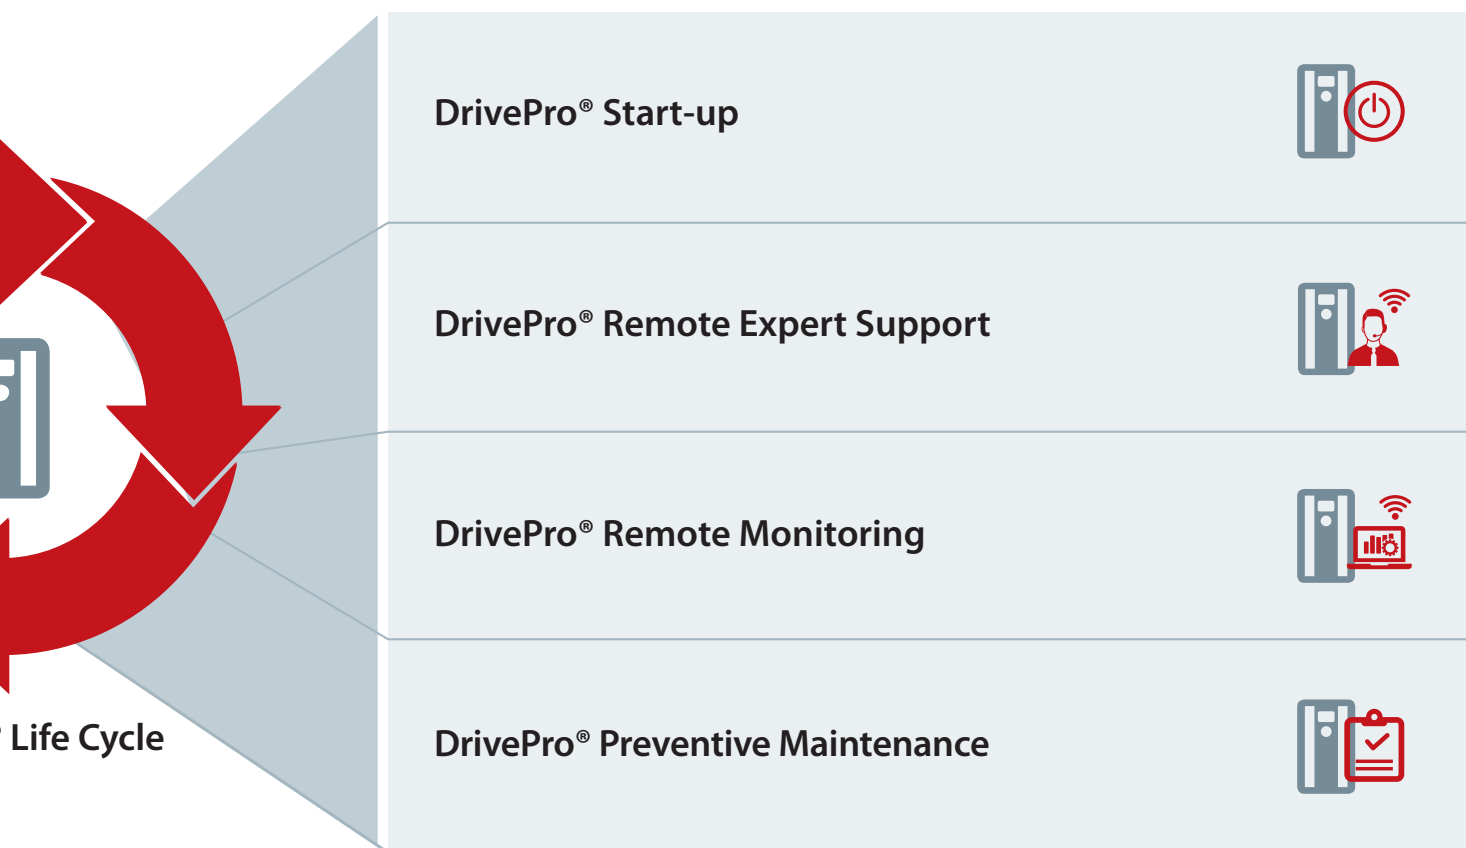 DrivePro® Start-up
DrivePro® Remote Expert Support
DrivePro® Remote Monitoring
® Life Cycle
DrivePro® Preventive Maintenance